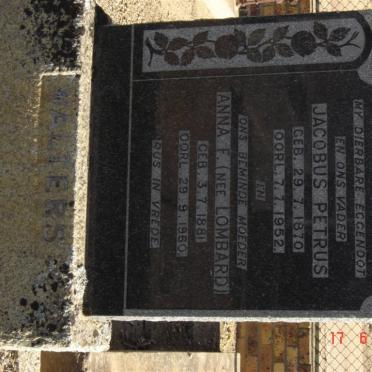 MY DIERBARE EGGENOOT
EN ONS VADER
JACOBUS PETRUS
GEB. 29. 7. 1870.
OORL. 7. 7. 1952
EN
ONS BEMINDE MOEDER
ANNA F. NEE LOMBARD
GEB 3. 7. 1881
OORL 29. 9. 1960.
RUS IN VREDE
WALTERS
17 6